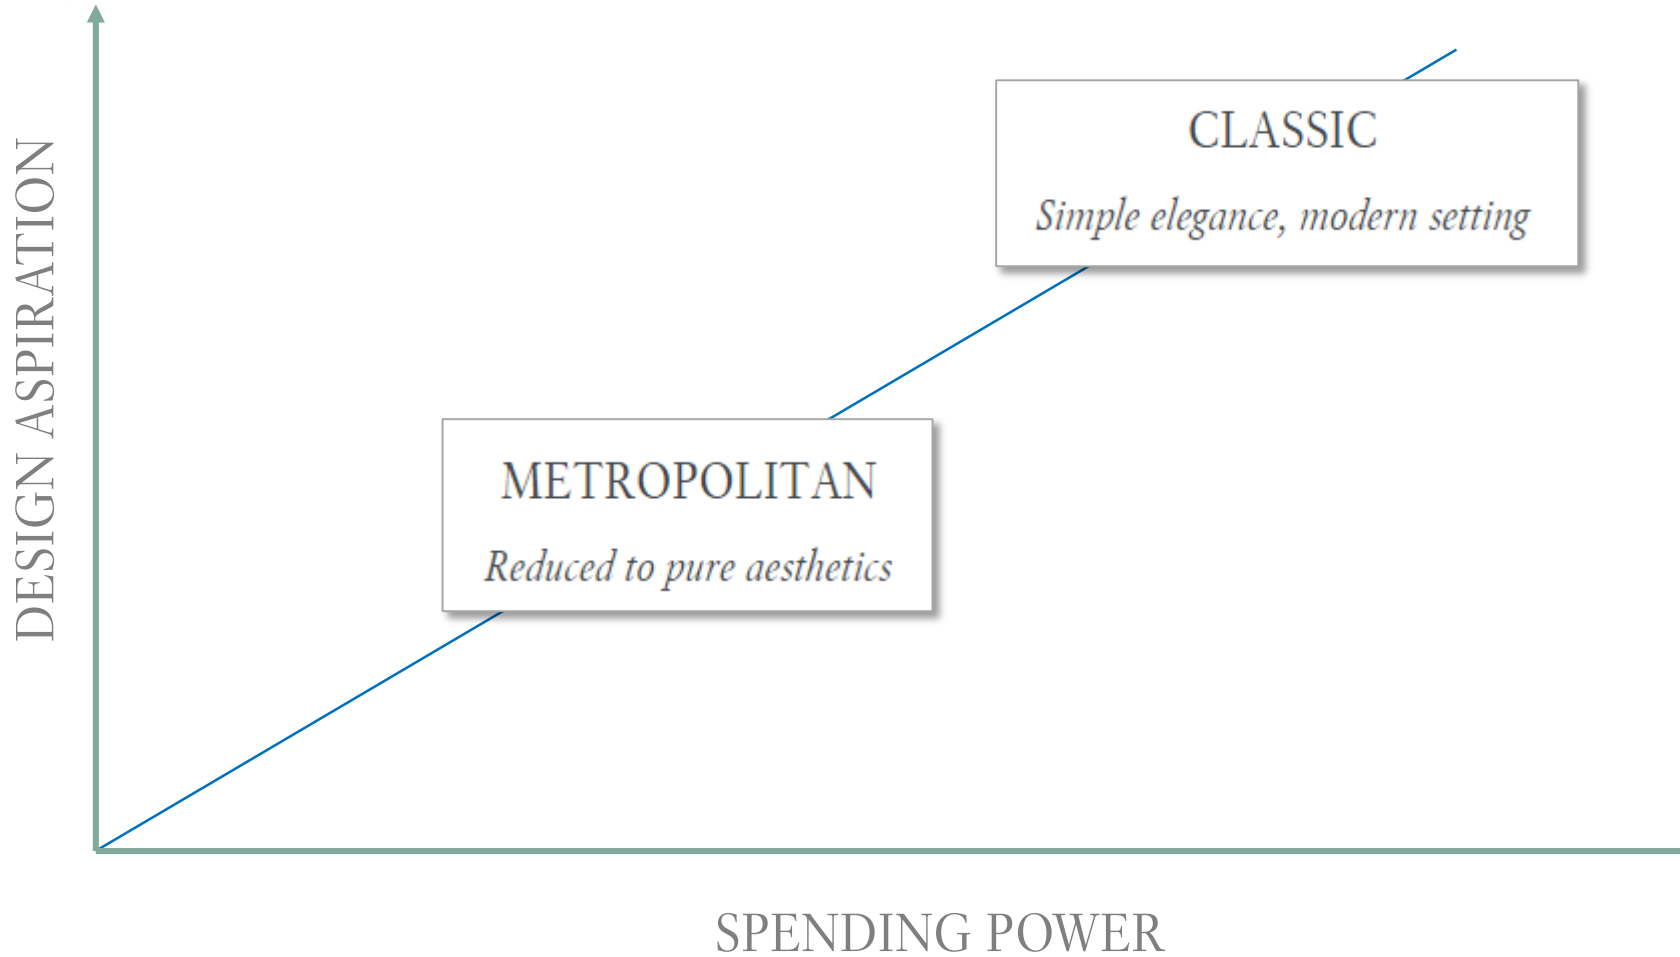 DESIGN ASPIRATION
CLASSIC
Simple elegance, modern setting
METROPOLITAN
Reduced to pure aesthetics
SPENDING POWER